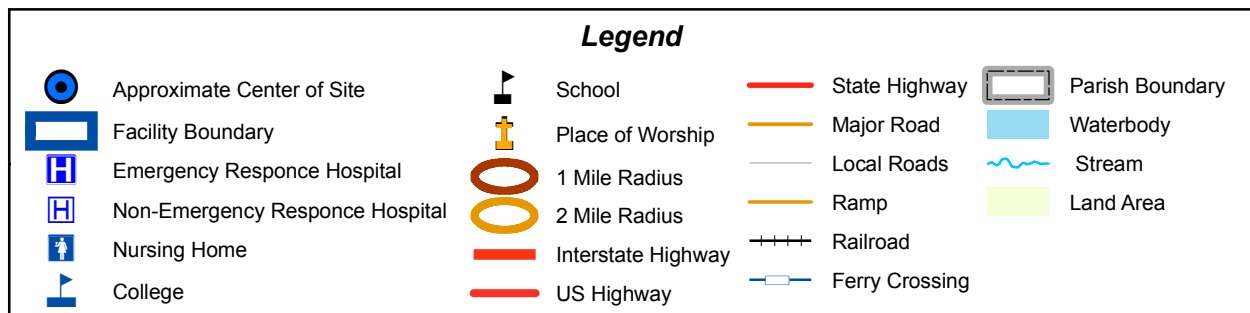 Legend
Approximate Center of Site
Facility Boundary
Emergency Responce Hospital
Non-Emergency Responce Hospital
Nursing Home
College
School
Place of Worship
1 Mile Radius
2 Mile Radius
Interstate Highway
US Highway
State Highway
Major Road
Local Roads
Ramp
Railroad
Ferry Crossing
Parish Boundary
Waterbody
Stream
Land Area